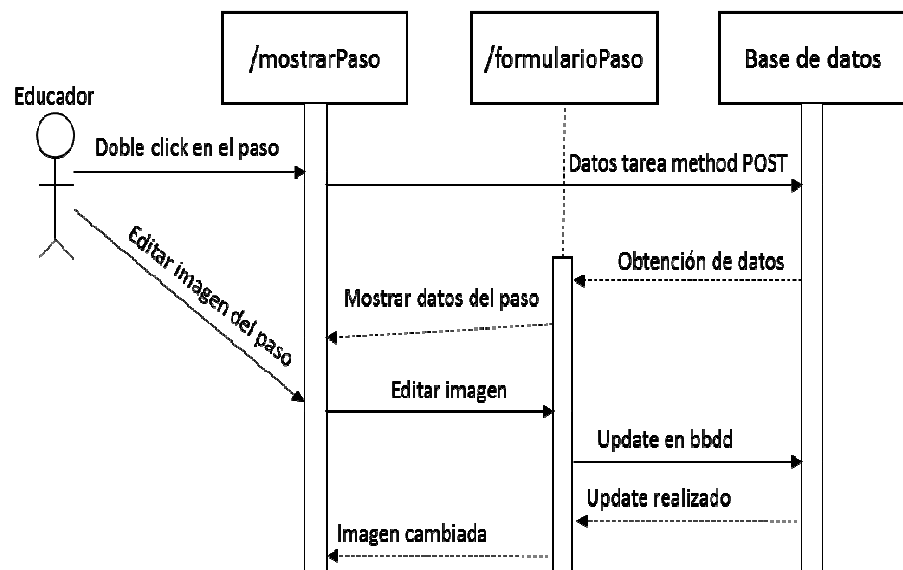 /mostrarPaso
/formularioPaso
Base de datos
Educador
Doble click en el paso
Datos tarea method POST
Editar imagen del paso
Obtención de datos
Mostrar datos del paso
Editar imagen
Update en bbdd
Update realizado
Imagen cambiada